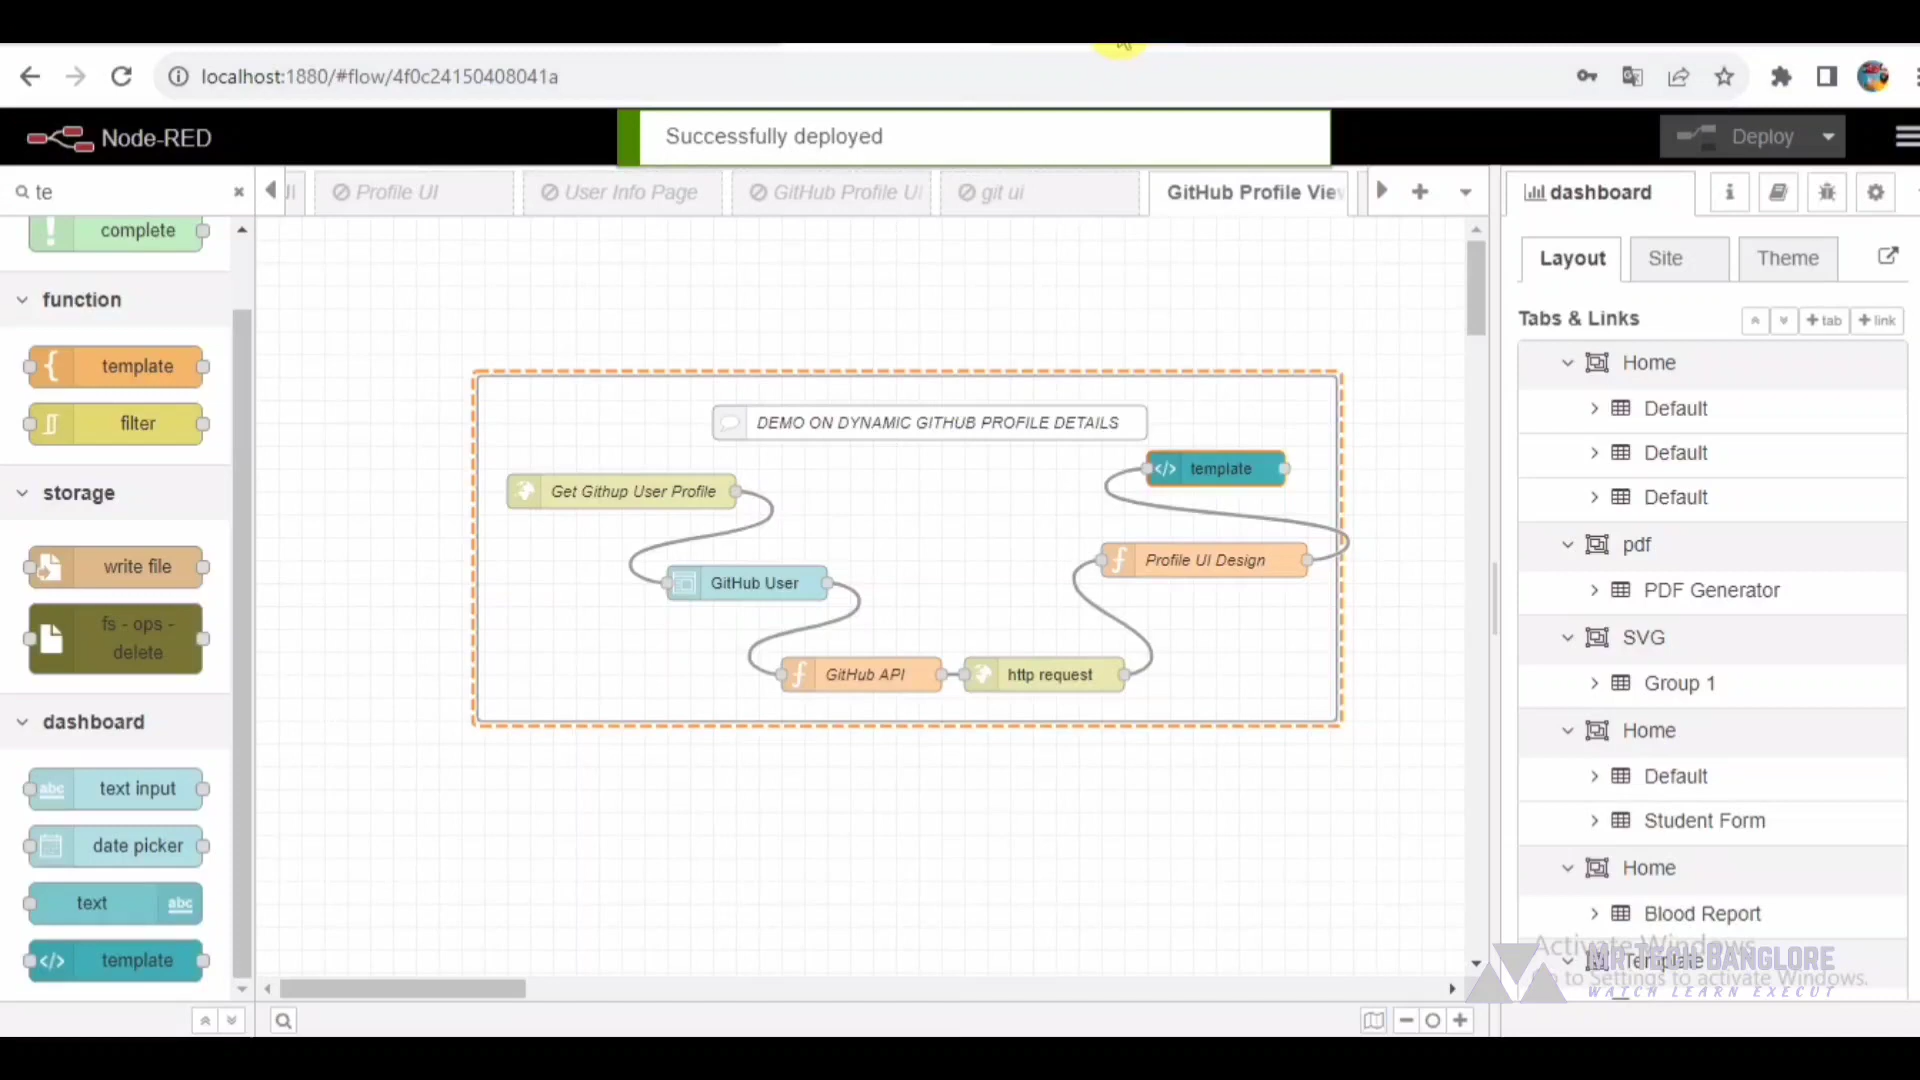 localhost:1880/#flow/4f0c24150408041a
Node-RED
Successfully deployed
Deploy
te
Profile UI
User Info Page
GitHub Profile UI
git ui
GitHub Profile View
dashboard
complete
function
template
filter
storage
write file
fs - ops -
delete
dashboard
text input
abc
date picker
text
abc
template
DEMO ON DYNAMIC GITHUB PROFILE DETAILS
template
Get Githup User Profile
Profile UI Design
GitHub User
GitHub API
http request
Layout
Site
Theme
Tabs & Links
tab
link
Home
Default
Default
Default
pdf
PDF Generator
SVG
Group 1
Home
Default
Student Form
Home
Blood Report
Template
Activate Windows
Go to Settings to activate Windows.
MR TECH BANGLORE
WATCH LEARN EXECUT